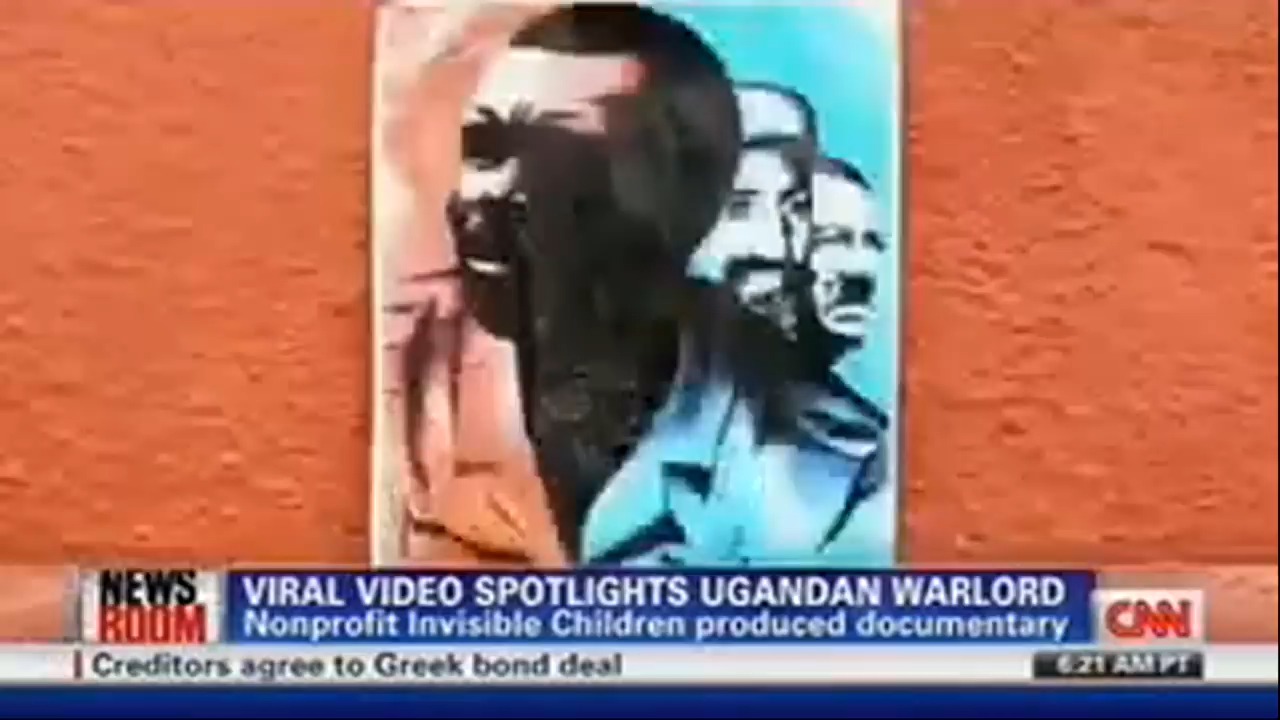 NEWS
ROOM
VIRAL VIDEO SPOTLIGHTS UGANDAN WARLORD
Nonprofit Invisible Children produced documentary
CNN
Creditors agree to Greek bond deal
6:21 AM PT